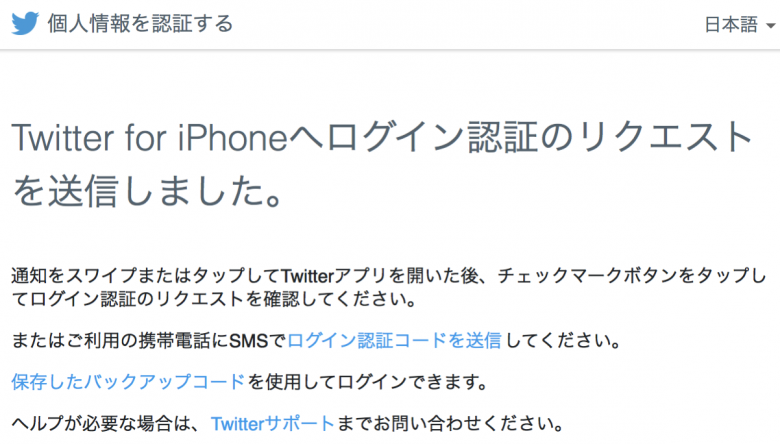 個人情報を認証する
日本語
Twitter for iPhoneへログイン認証のリクエスト
を送信しました。
通知をスワイプまたはタップしてTwitterアプリを開いた後、チェックマークボタンをタップし
てログイン認証のリクエストを確認してください。
またはご利用の携帯電話にSMSでログイン認証コードを送信してください。
保存したバックアップコードを使用してログインできます。
ヘルプが必要な場合は、Twitterサポートまでお問い合わせください。